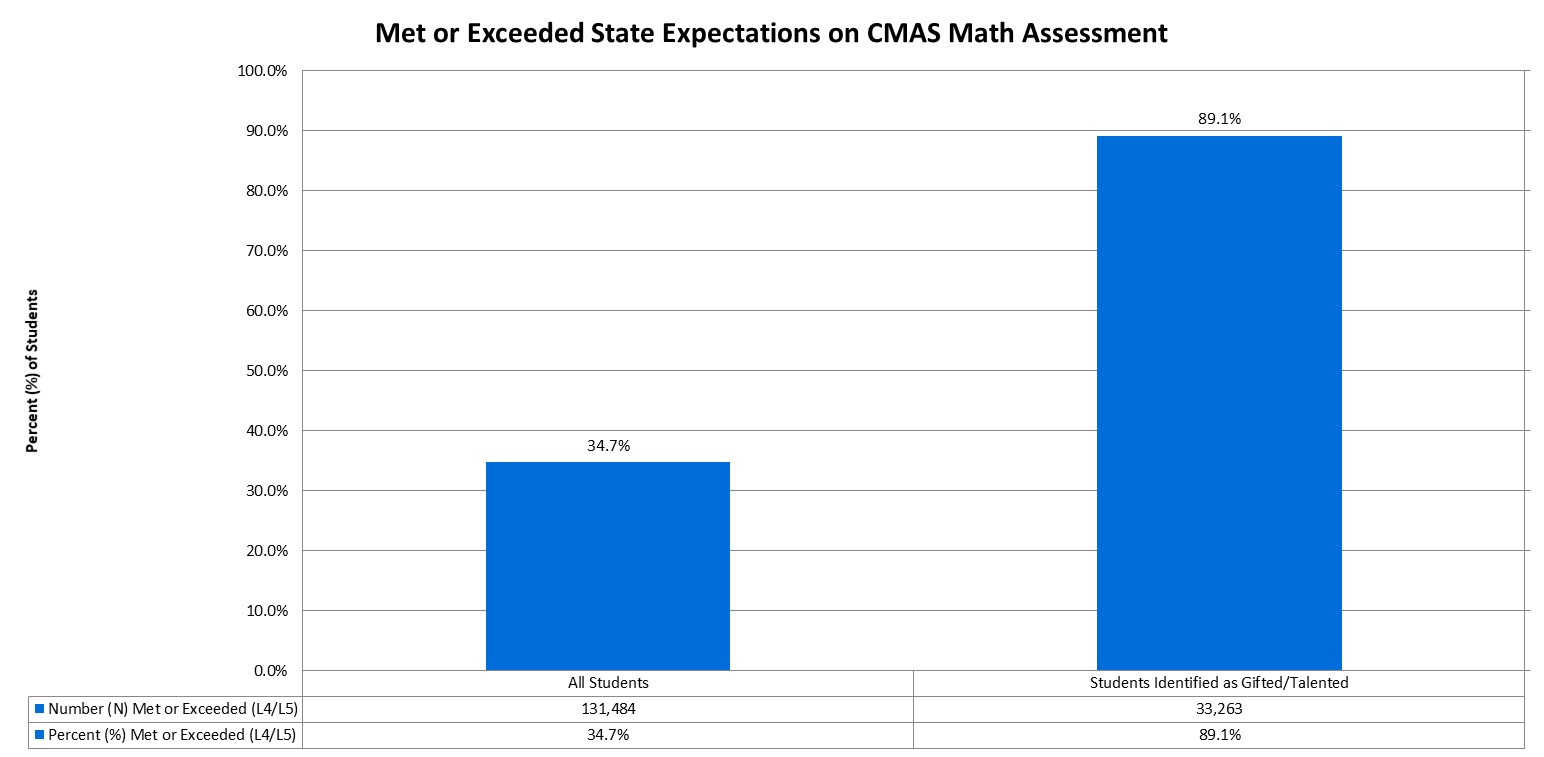 Met or Exceeded State Expectations on CMAS Math Assessment
Percent (%) of Students
100.0%
90.0%
80.0%
70.0%
60.0%
50.0%
40.0%
30.0%
20.0%
10.0%
0.0%
34.7%
89.1%
All Students Students Identified as Gifted/Talented
Number (N) Met or Exceeded (L4/L5) 131,484 33,263
Percent (%) Met or Exceeded (L4/L5) 34.7% 89.1%